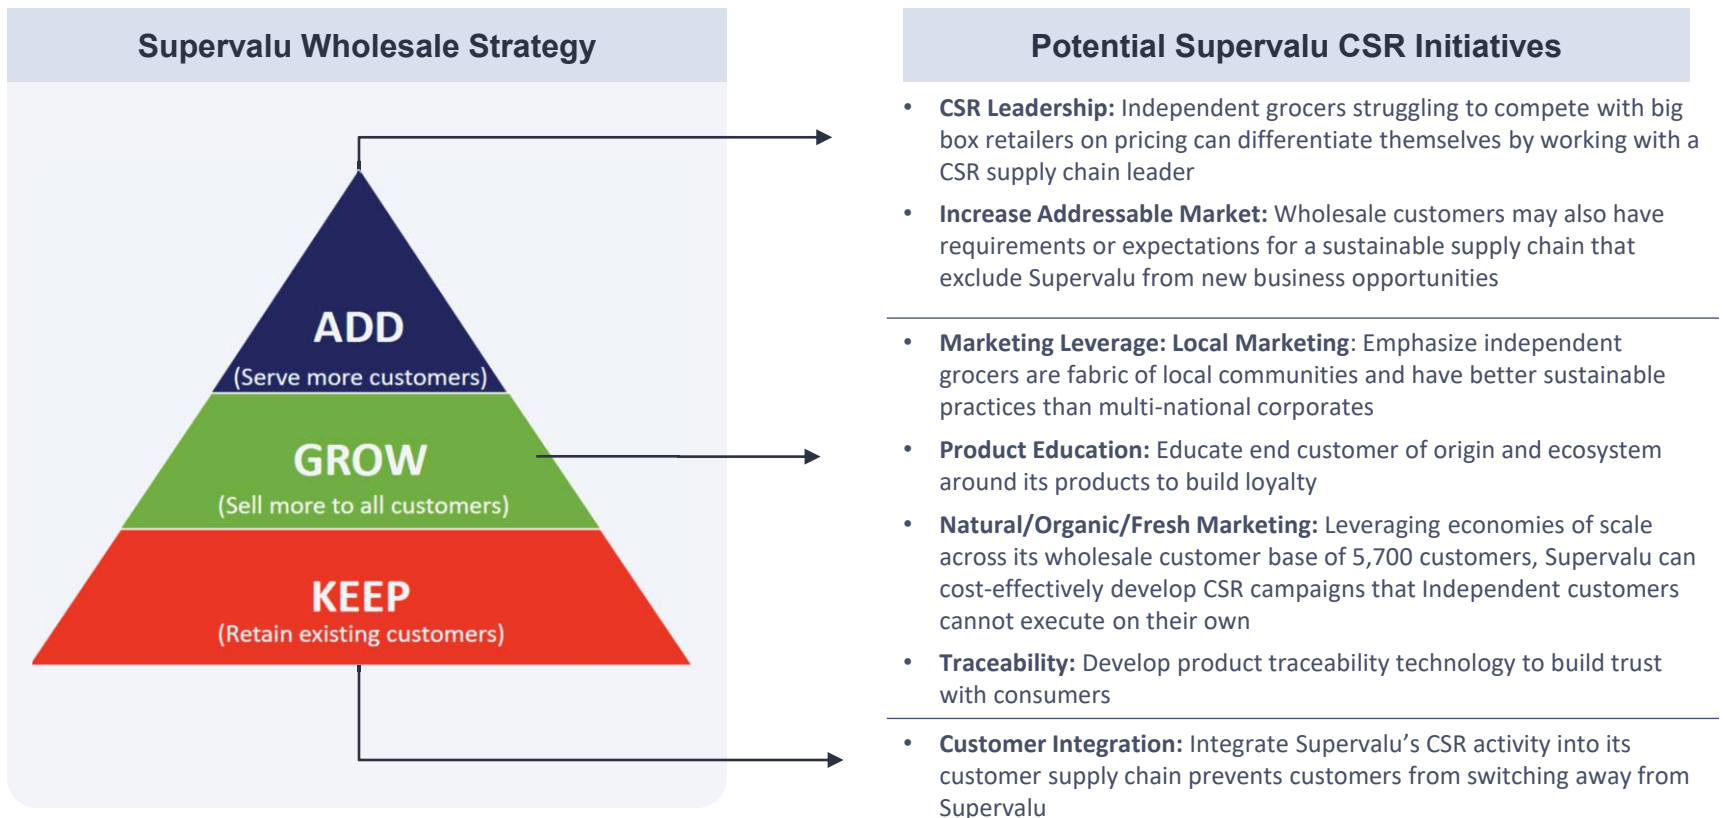 Supervalu Wholesale Strategy
ADD
(Serve more customers)
GROW
(Sell more to all customers)
KEEP
(Retain existing customers)
Potential Supervalu CSR Initiatives
• CSR Leadership: Independent grocers struggling to compete with big
box retailers on pricing can differentiate themselves by working with a
CSR supply chain leader
• Increase Addressable Market: Wholesale customers may also have
requirements or expectations for a sustainable supply chain that
exclude Supervalu from new business opportunities
• Marketing Leverage: Local Marketing: Emphasize independent
grocers are fabric of local communities and have better sustainable
practices than multi-national corporates
• Product Education: Educate end customer of origin and ecosystem
around its products to build loyalty
• Natural/Organic/Fresh Marketing: Leveraging economies of scale
across its wholesale customer base of 5,700 customers, Supervalu can
cost-effectively develop CSR campaigns that Independent customers
cannot execute on their own
• Traceability: Develop product traceability technology to build trust
with consumers
• Customer Integration: Integrate Supervalu’s CSR activity into its
customer supply chain prevents customers from switching away from
Supervalu